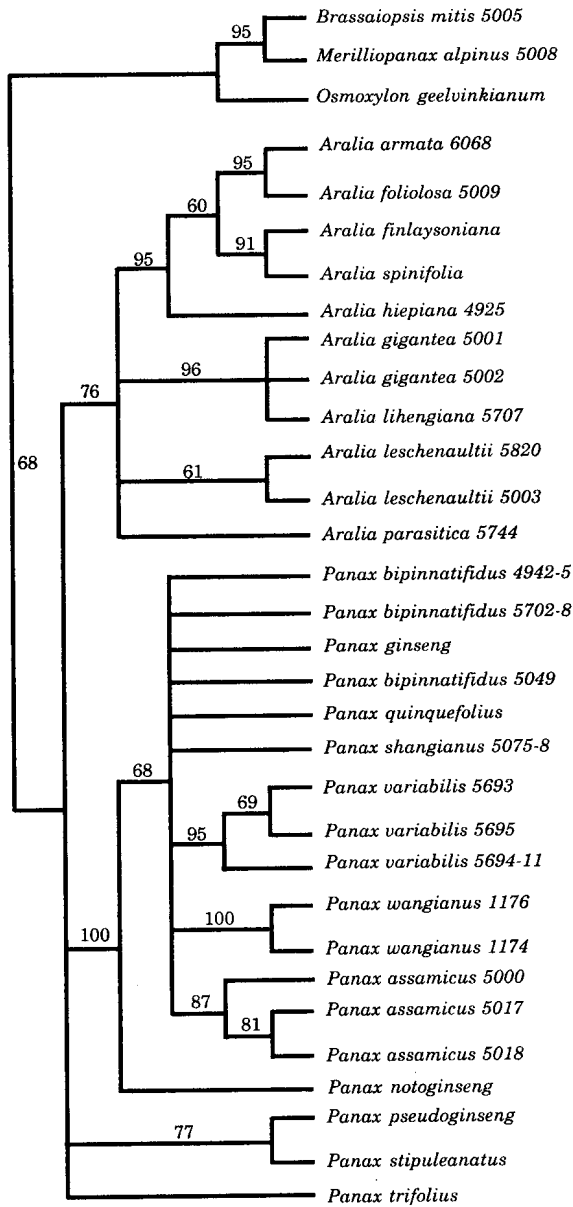 Brassaiopsis mitis 5005
95
Merilliopanax alpinus 5008
Osmoxylon geelvinkianum
Aralia armata 6068
95
Aralia foliolosa 5009
60
Aralia finlaysoniana
91
95
Aralia spinifolia
Aralia hiepiana 4925
Aralia gigantea 5001
96
Aralia gigantea 5002
76
Aralia lihengiana 5707
Aralia leschenaultii 5820
68
61
Aralia leschenaultii 5003
Aralia parasitica 5744
Panax bipinnatifidus 4942-5
Panax bipinnatifidus 5702-8
Panax ginseng
Panax bipinnatifidus 5049
Panax quinquefolius
Panax shangianus 5075-8
68
Panax variabilis 5693
69
Panax variabilis 5695
95
Panax variabilis 5694-11
Panax wangianus 1176
100
100
Panax wangianus 1174
Panax assamicus 5000
87
Panax assamicus 5017
81
Panax assamicus 5018
Panax notoginseng
Panax pseudoginseng
77
Panax stipuleanatus
Panax trifolius